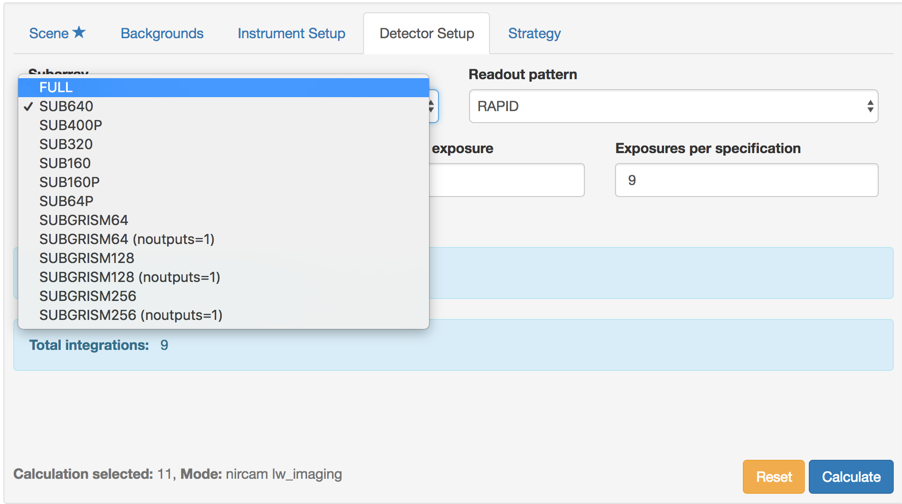 Scene ★ Backgrounds Instrument Setup Detector Setup Strategy
Subarray Readout pattern
FULL
✓ SUB640 RAPID
SUB400P
SUB320
exposure Exposures per specification
SUB160
SUB160P 9
SUB64P
SUBGRISM64
SUBGRISM64 (noutputs=1)
SUBGRISM128
SUBGRISM128 (noutputs=1)
SUBGRISM256
SUBGRISM256 (noutputs=1)
Total integrations: 9
Calculation selected: 11, Mode: nircam lw_imaging Reset Calculate